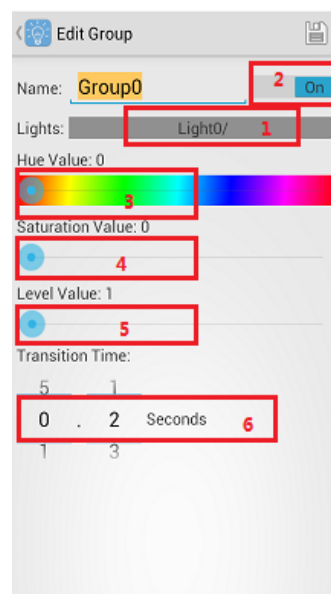 Edit Group
Name: Group0 2 On
Lights: Light0/ 1
Hue Value: 0
3
Saturation Value: 0
4
Level Value: 1
5
Transition Time:
5 1
0 . 2 Seconds 6
1 3